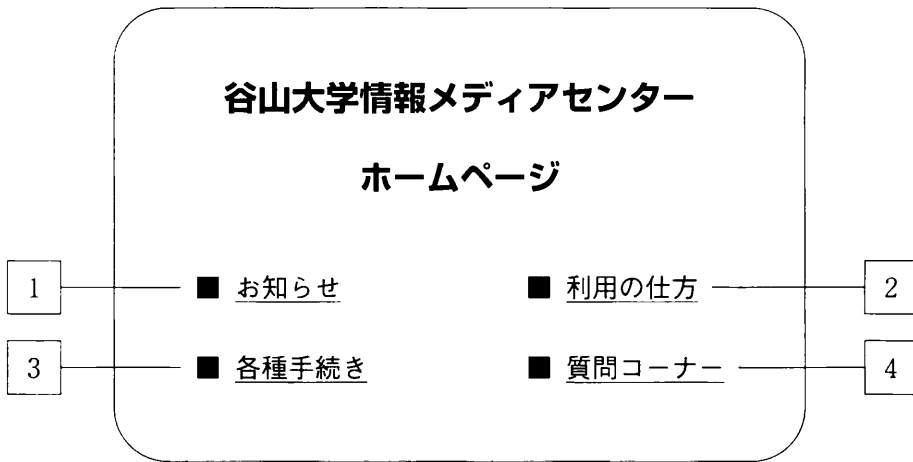 谷山大学情報メディアセンター
ホームページ
1 ■ お知らせ ■ 利用の仕方 2
3 ■ 各種手続き ■ 質問コーナー 4